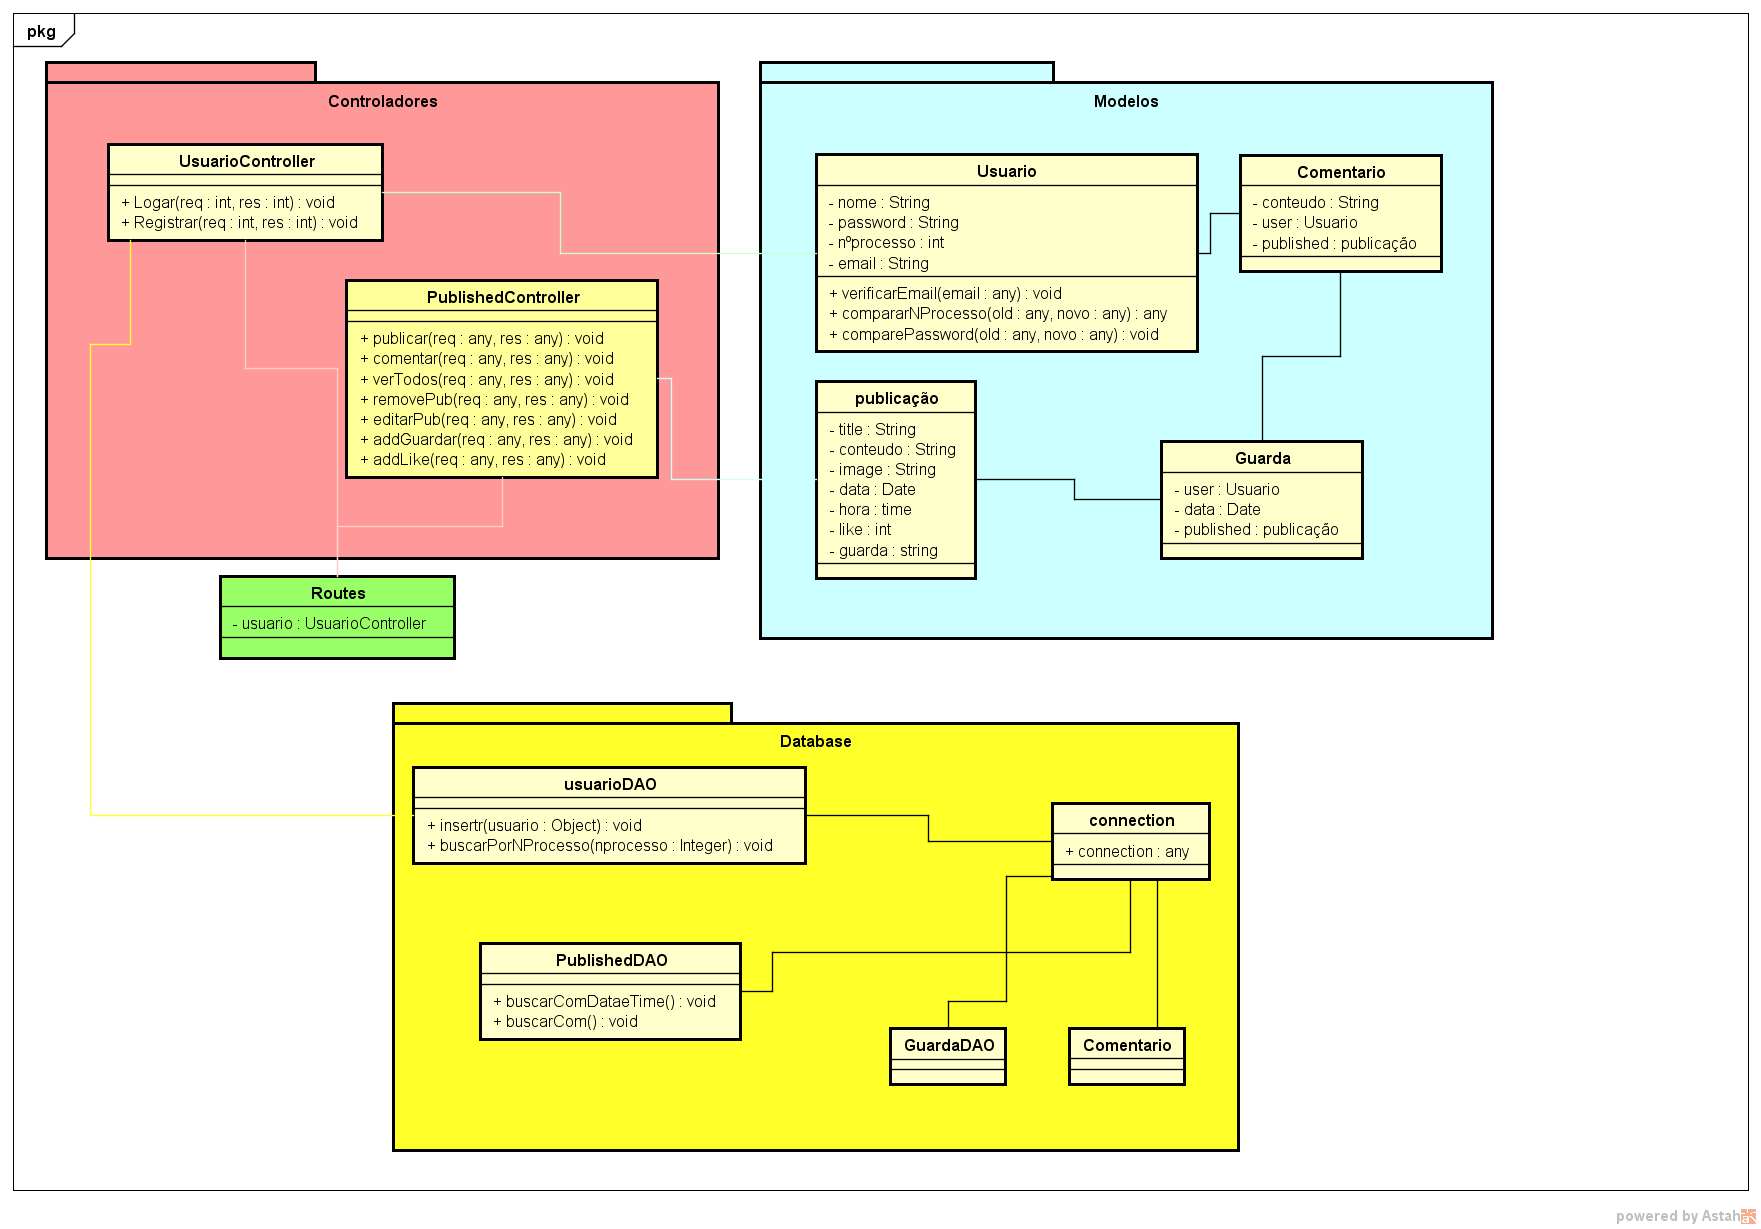 pkg
Controladores
UsuarioController
+ Logar(req : int, res : int) : void
+ Registrar(req : int, res : int) : void
PublishedController
+ publicar(req : any, res : any) : void
+ comentar(req : any, res : any) : void
+ verTodos(req : any, res : any) : void
+ removePub(req : any, res : any) : void
+ editarPub(req : any, res : any) : void
+ addGuardar(req : any, res : any) : void
+ addLike(req : any, res : any) : void
Routes
- usuario : UsuarioController
Modelos
Usuario
- nome : String
- password : String
- nºprocesso : int
- email : String
+ verificarEmail(email : any) : void
+ compararNProcesso(old : any, novo : any) : any
+ comparePassword(old : any, novo : any) : void
Comentario
- conteudo : String
- user : Usuario
- published : publicação
publicação
- title : String
- conteudo : String
- image : String
- data : Date
- hora : time
- like : int
- guarda : string
Guarda
- user : Usuario
- data : Date
- published : publicação
Database
usuarioDAO
+ insertr(usuario : Object) : void
+ buscarPorNProcesso(nprocesso : Integer) : void
connection
+ connection : any
PublishedDAO
+ buscarComDataeTime() : void
+ buscarCom() : void
GuardaDAO
Comentario
powered by Astah